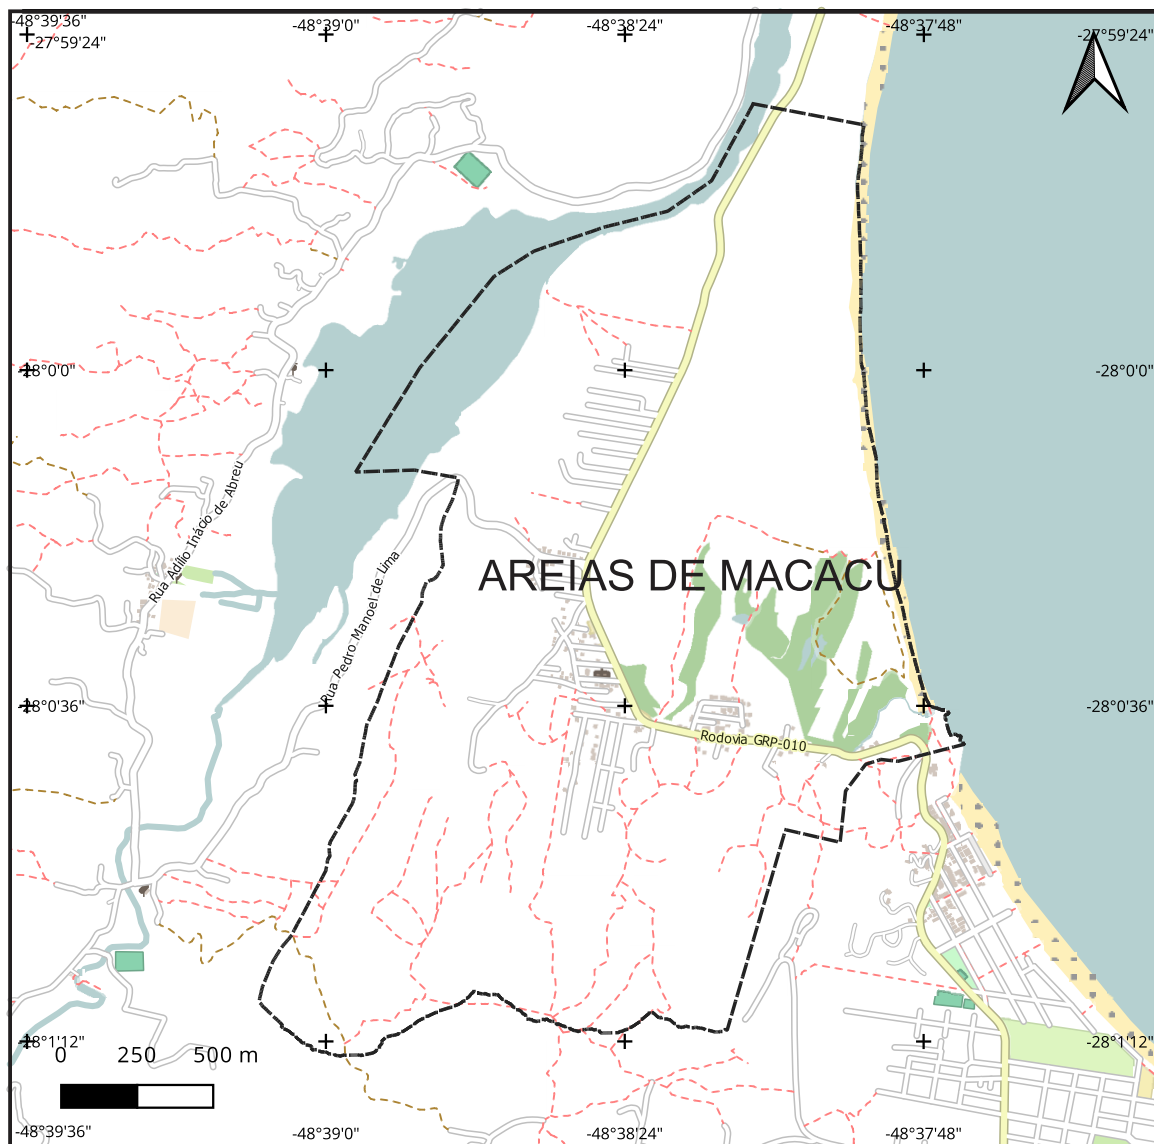 -48°39'36" -48°39'0" -48°38'24" -48°37'48"
-27°59'24" -27°59'24"
-28°0'0" -28°0'0"
Rua Adílio Inácio de Abreu
Rua Pedro Manoel de Lima
AREIAS DE MACACU
-28°0'36" -28°0'36"
Rodovia GRP-010
-28°1'12" -28°1'12"
0 250 500 m
-48°39'36" -48°39'0" -48°38'24" -48°37'48"